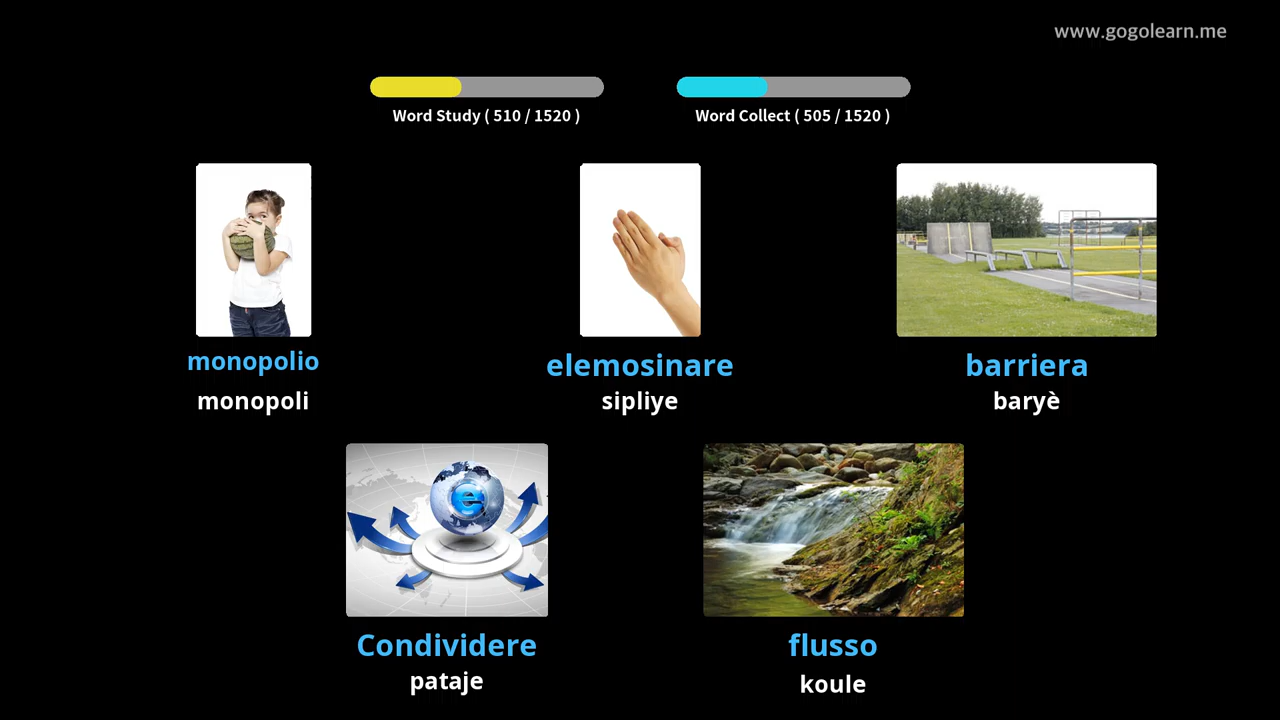 www.gogolearn.me
Word Study ( 510 / 1520 )
Word Collect ( 505 / 1520 )
monopolio
monopoli
elemosinare
sipliye
barriera
baryè
e
Condividere
pataje
flusso
koule